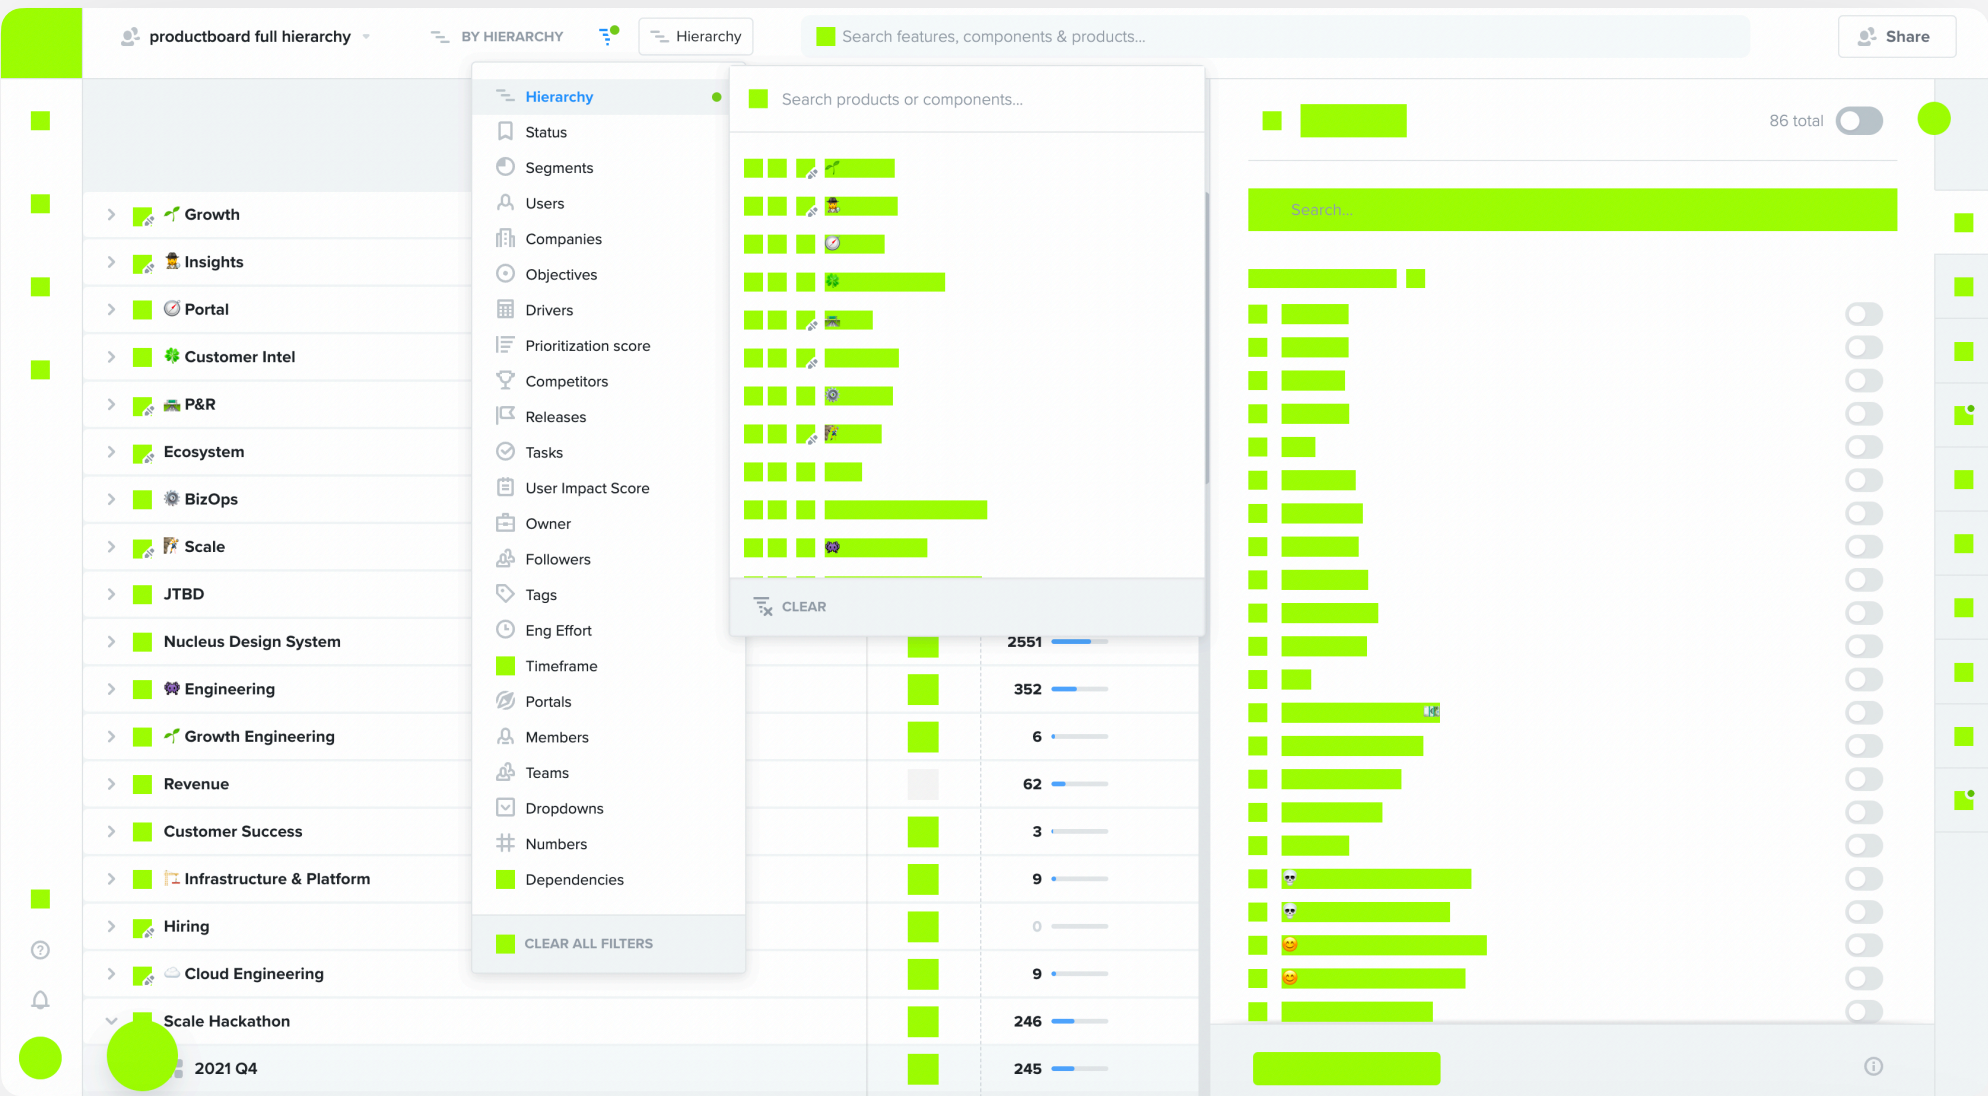 productboard full hierarchy
BY HIERARCHY
Hierarchy
Search features, components & products...
Share
Growth
Insights
Portal
Customer Intel
P&R
Ecosystem
BizOps
Scale
JTBD
Nucleus Design System
2551
Engineering
352
Growth Engineering
6
Revenue
62
Customer Success
3
Infrastructure & Platform
9
Hiring
0
Cloud Engineering
9
Scale Hackathon
246
2021 Q4
245
Hierarchy
Status
Segments
Users
Companies
Objectives
Drivers
Prioritization score
Competitors
Releases
Tasks
User Impact Score
Owner
Followers
Tags
Eng Effort
Timeframe
Portals
Members
Teams
Dropdowns
Numbers
Dependencies
CLEAR ALL FILTERS
Search products or components...
CLEAR
86 total
Search...